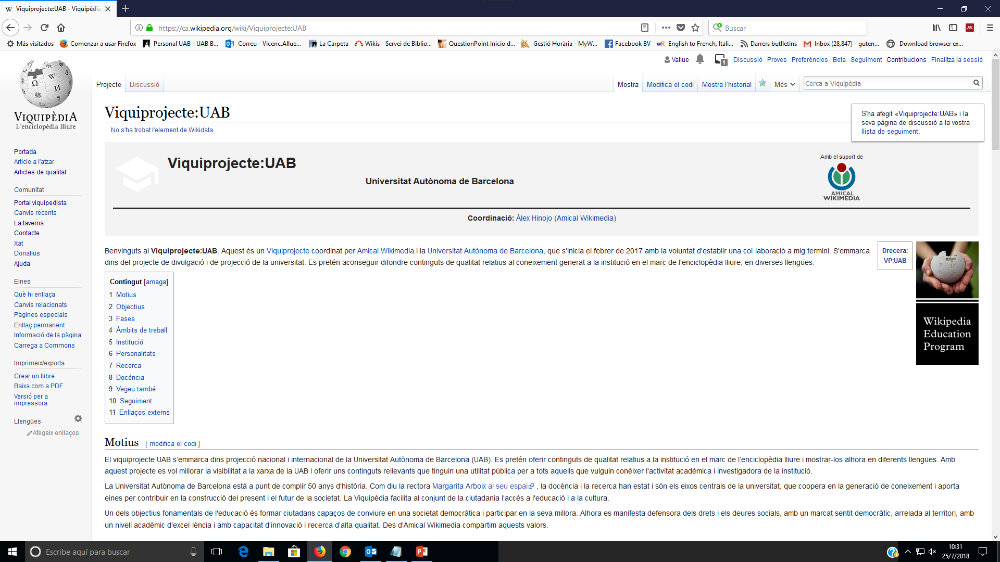 Viquiprojecte:UAB - Viquipèdia
https://ca.wikipedia.org/wiki/Viquiprojecte:UAB
Buscar
Más visitados
Comenzar a usar Firefox
Personal UAB - UAB B...
Correu - Vicenc.Allue...
La Carpeta
Wikis - Servei de Biblio...
QuestionPoint Inicio d...
Gestió Horària - MyW...
Facebook BV
English to French, Itali...
Darrers butlletins
Inbox (28,847) - guten...
Download browser ex...
Vallue 1 Discussió Proves Preferències Beta Seguiment Contribucions Finalitza la sessió
Projecte Discussió
Mostra Modifica el codi Mostra l'historial Més
Cerca a Viquipèdia
VIQUIPÈDIA
L'enciclopèdia lliure
Portada
Article a l'atzar
Articles de qualitat
Comunitat
Portal viquipedista
Canvis recents
La taverna
Contacte
Xat
Donatius
Ajuda
Eines
Què hi enllaça
Canvis relacionats
Pàgines especials
Enllaç permanent
Informació de la pàgina
Carrega a Commons
Imprimeix/exporta
Crear un llibre
Baixa com a PDF
Versió per a
impressora
Llengües
Afegeix enllaços
Viquiprojecte:UAB
No s'ha trobat l'element de Wikidata.
S'ha afegit «Viquiprojecte:UAB» i la
seva pàgina de discussió a la vostra
llista de seguiment.
Viquiprojecte:UAB
Universitat Autònoma de Barcelona
Amb el suport de
AMICAL
WIKIMEDIA
Coordinació: Àlex Hinojo (Amical Wikimedia)
Benvinguts al Viquiprojecte:UAB. Aquest és un Viquiprojecte coordinat per Amical Wikimedia i la Universitat Autònoma de Barcelona, que s'inicia el febrer de 2017 amb la voluntat d'establir una col·laboració a mig termini. S'emmarca
dins del projecte de divulgació i de projecció de la universitat. Es pretén aconseguir difondre continguts de qualitat relatius al coneixement generat a la institució en el marc de l'enciclopèdia lliure, en diverses llengües.
Drecera:
VP:UAB
Wikipedia
Education
Program
Contingut [amaga]
1 Motius
2 Objectius
3 Fases
4 Àmbits de treball
5 Institució
6 Personalitats
7 Recerca
8 Docència
9 Vegeu també
10 Seguiment
11 Enllaços externs
Motius [ modifica el codi ]
El viquiprojecte UAB s'emmarca dins projecció nacional i internacional de la Universitat Autònoma de Barcelona (UAB). Es pretén oferir continguts de qualitat relatius a la institució en el marc de l'enciclopèdia lliure i mostrar-los alhora en diferents llengües. Amb
aquest projecte es vol millorar la visibilitat a la xarxa de la UAB i oferir uns continguts rellevants que tinguin una utilitat pública per a tots aquells que vulguin conèixer l'activitat acadèmica i investigadora de la institució.
La Universitat Autònoma de Barcelona està a punt de complir 50 anys d'història. Com diu la rectora Margarita Arboix al seu espai , la docència i la recerca han estat i són els eixos centrals de la universitat, que coopera en la generació de coneixement i aporta
eines per contribuir en la construcció del present i el futur de la societat. La Viquipèdia facilita al conjunt de la ciutadania l'accés a l'educació i a la cultura.
Un dels objectius fonamentals de l'educació és formar ciutadans capaços de conviure en una societat democràtica i participar en la seva millora. Alhora es manifesta defensora dels drets i els deures socials, amb un marcat sentit democràtic, arrelada al territori, amb
un nivell acadèmic d'excel·lència i amb capacitat d'innovació i recerca d'alta qualitat. Des d'Amical Wikimedia compartim aquests valors.
Escribe aquí para buscar
10:31
25/7/2018